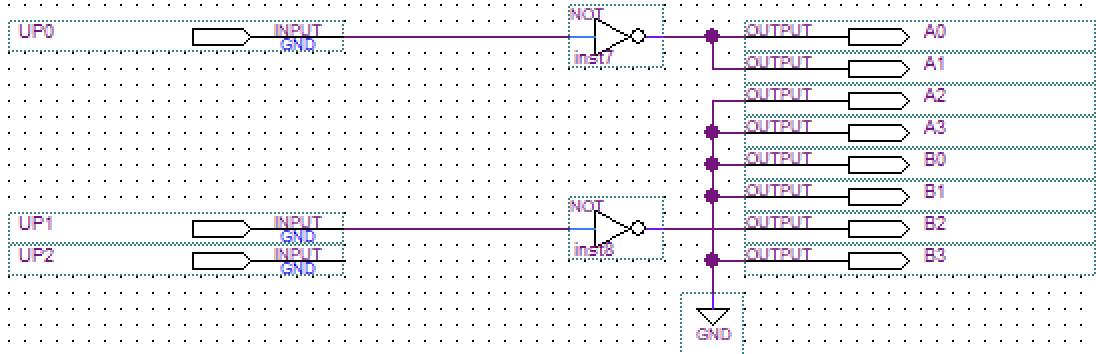 UP0 INPUT GND
NOT
inst7
OUTPUT A0
OUTPUT A1
OUTPUT A2
OUTPUT A3
OUTPUT B0
OUTPUT B1
UP1 INPUT GND
NOT
inst8
OUTPUT B2
UP2 INPUT GND
OUTPUT B3
GND